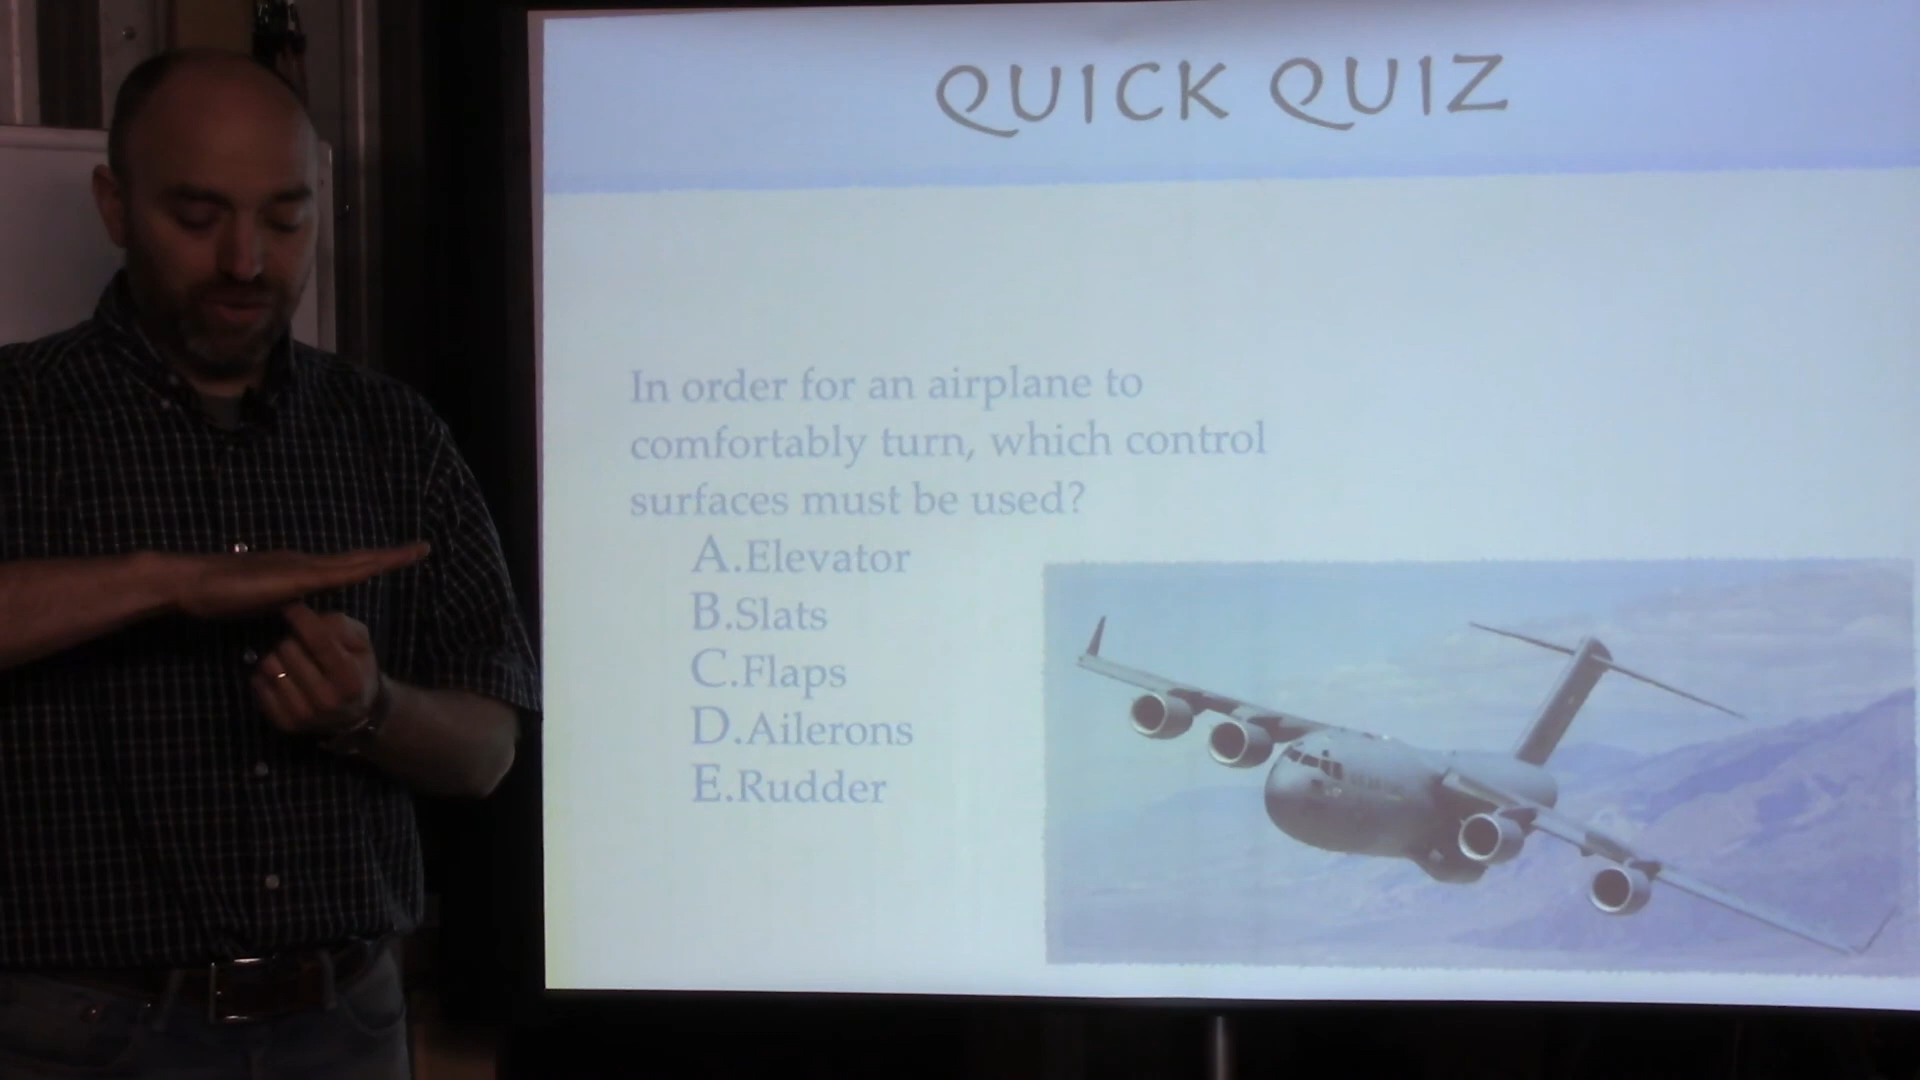 QUICK QUIZ
In order for an airplane to
comfortably turn, which control
surfaces must be used?
A.Elevator
B.Slats
C.Flaps
D.Ailerons
E.Rudder